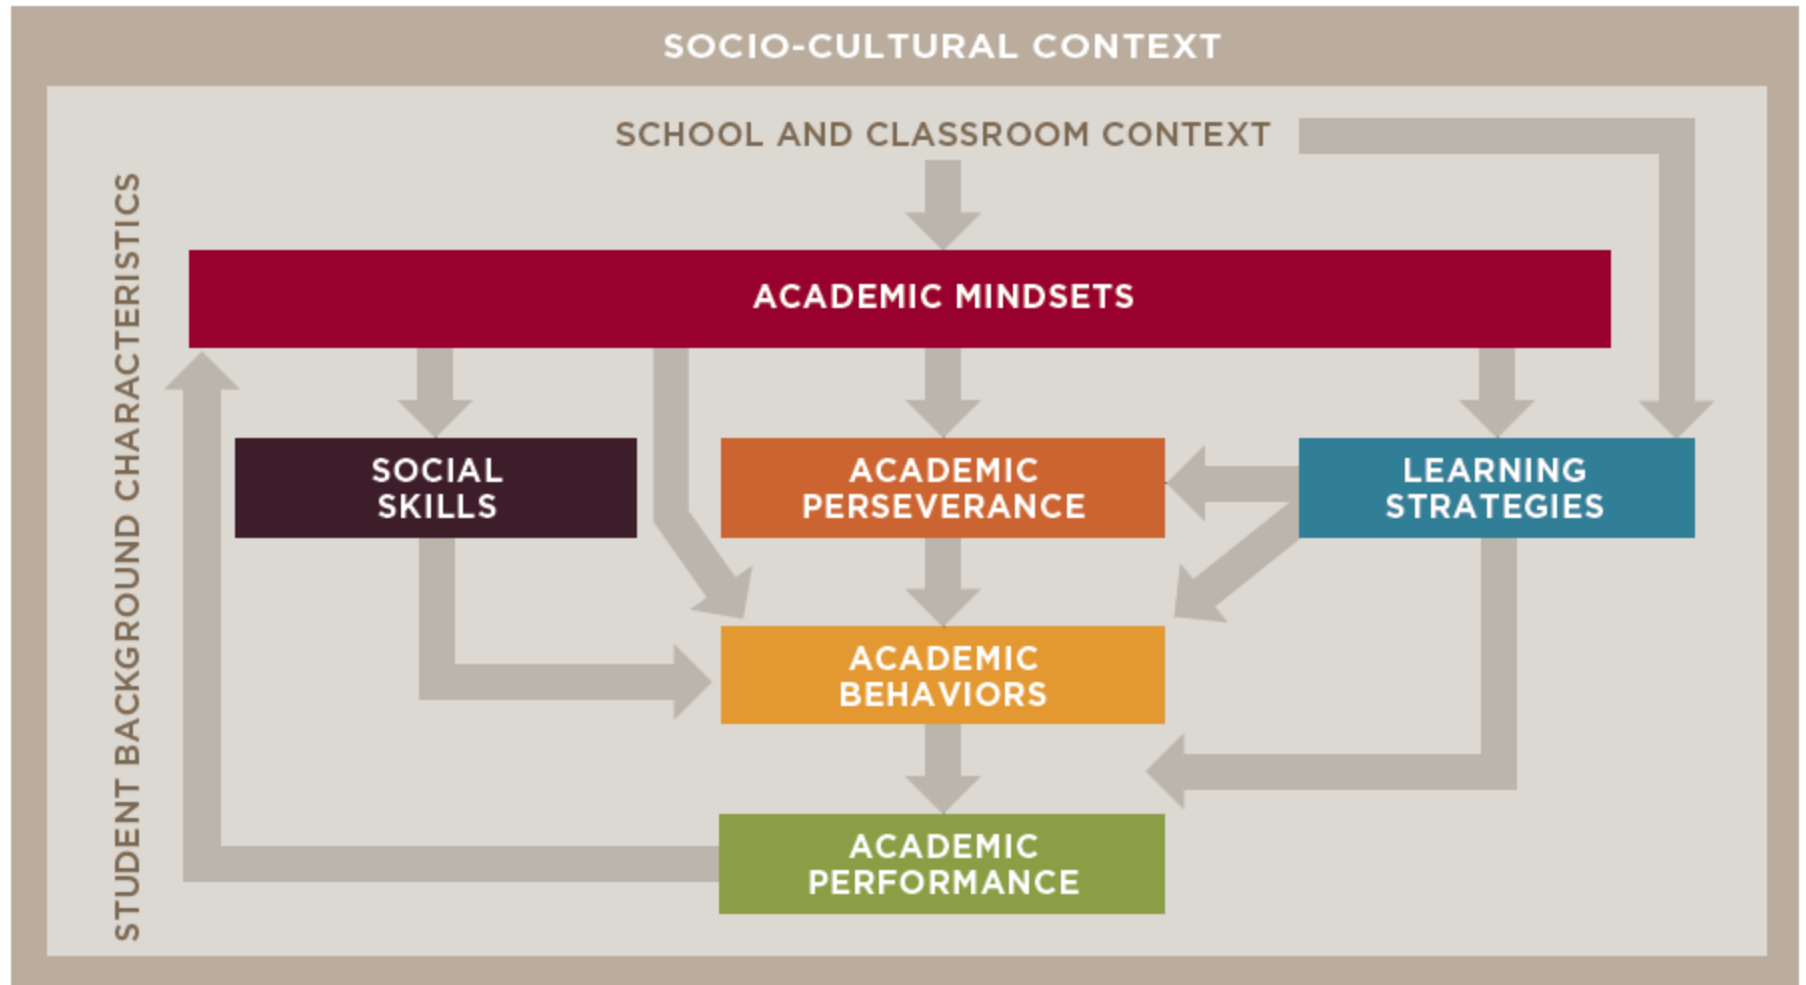 SOCIO-CULTURAL CONTEXT
SCHOOL AND CLASSROOM CONTEXT
STUDENT BACKGROUND CHARACTERISTICS
ACADEMIC MINDSETS
SOCIAL
SKILLS
ACADEMIC
PERSEVERANCE
LEARNING
STRATEGIES
ACADEMIC
BEHAVIORS
ACADEMIC
PERFORMANCE